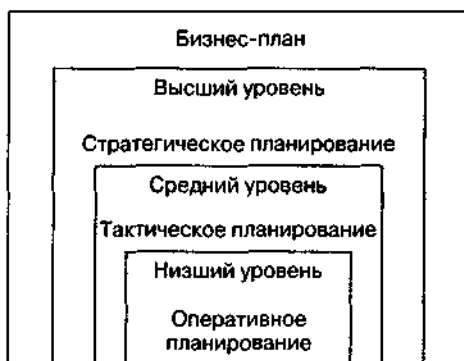 Бизнес-план
Высший уровень
Стратегическое планирование
Средний уровень
Тактическое планирование
Низший уровень
Оперативное
планирование